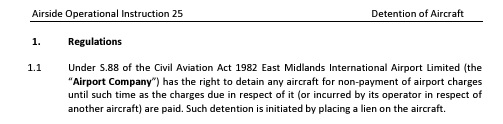 Airside Operational Instruction 25 Detention of Aircraft
1. Regulations
1.1 Under S.88 of the Civil Aviation Act 1982 East Midlands International Airport Limited (the
“Airport Company”) has the right to detain any aircraft for non-payment of airport charges
until such time as the charges due in respect of it (or incurred by its operator in respect of
another aircraft) are paid. Such detention is initiated by placing a lien on the aircraft.